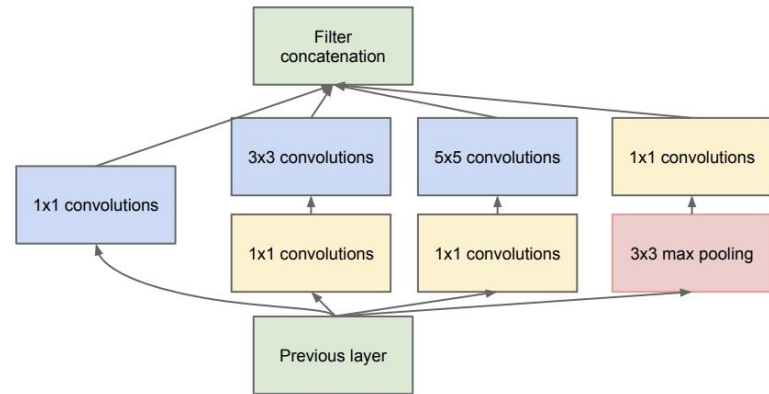 Filter
concatenation
3x3 convolutions
5x5 convolutions
1x1 convolutions
1x1 convolutions
1x1 convolutions
1x1 convolutions
3x3 max pooling
Previous layer